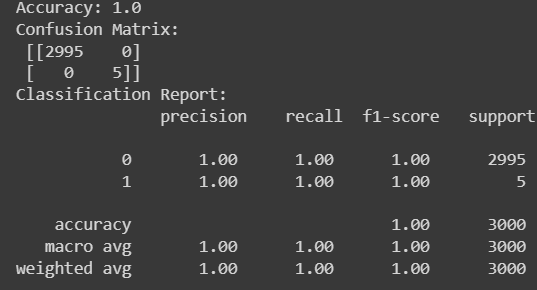 Accuracy: 1.0
Confusion Matrix:
[[2995 0]
[ 0 5]]
Classification Report:
precision recall f1-score support
0 1.00 1.00 1.00 2995
1 1.00 1.00 1.00 5
accuracy 1.00 3000
macro avg 1.00 1.00 1.00 3000
weighted avg 1.00 1.00 1.00 3000